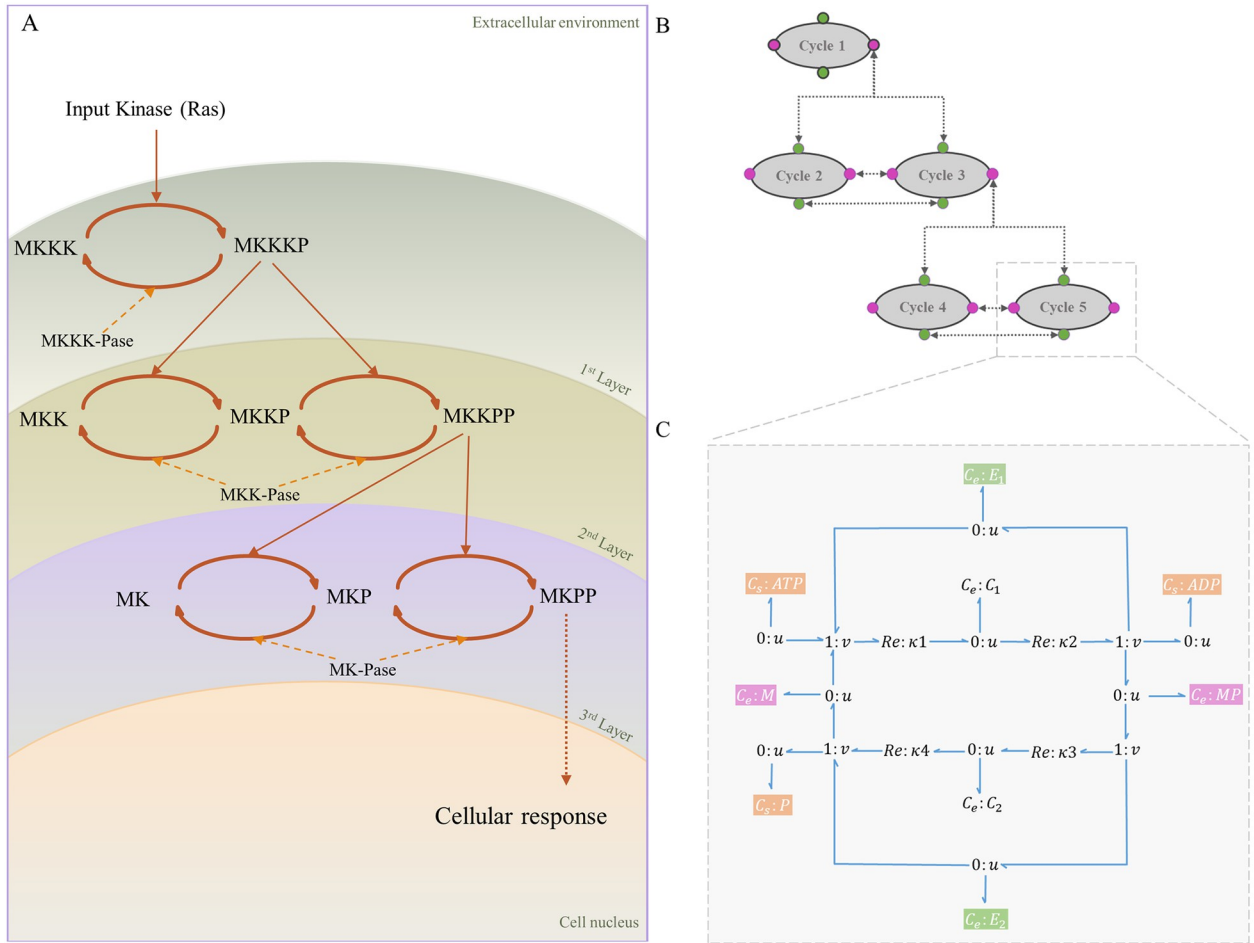 A
Extracellular environment
Input Kinase (Ras)
MKKK
MKKKP
MKKK-Pase
1st Layer
MKK
MKKP
MKKPP
MKK-Pase
2nd Layer
MK
MKP
MKPP
MK-Pase
3rd Layer
Cellular response
Cell nucleus
B
Cycle 1
Cycle 2
Cycle 3
Cycle 4
Cycle 5
C
Ce:E1
0:u
Cs:ATP
Ce:C1
Cs:ADP
0:u 1:v Re:κ1 0:u Re:κ2 1:v 0:u
Ce:M 0:u 0:u Ce:MP
0:u 1:v Re:κ4 0:u Re:κ3 1:v
Cs:P
Ce:C2
0:u
Ce:E2